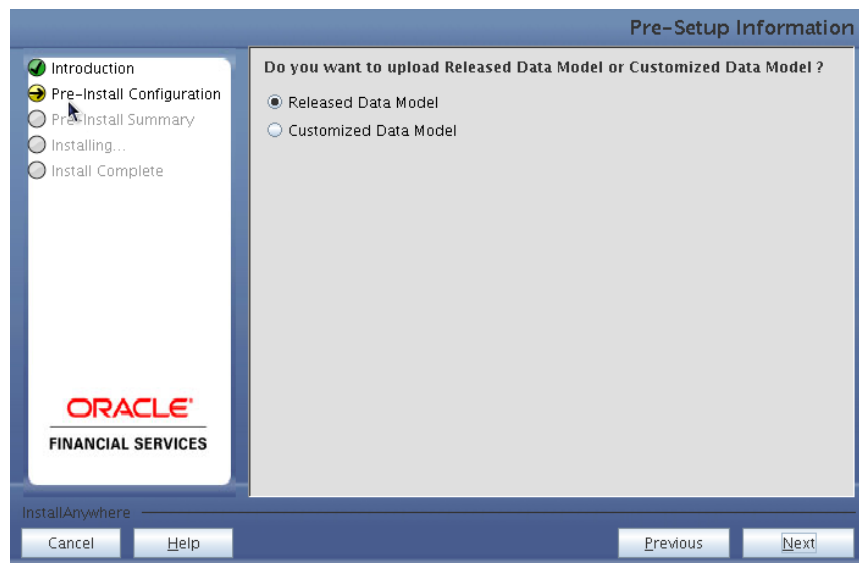 Pre-Setup Information
Introduction
Pre-Install Configuration
Pre-Install Summary
Installing...
Install Complete
ORACLE
FINANCIAL SERVICES
Do you want to upload Released Data Model or Customized Data Model ?
Released Data Model
Customized Data Model
InstallAnywhere
Cancel
Help
Previous
Next